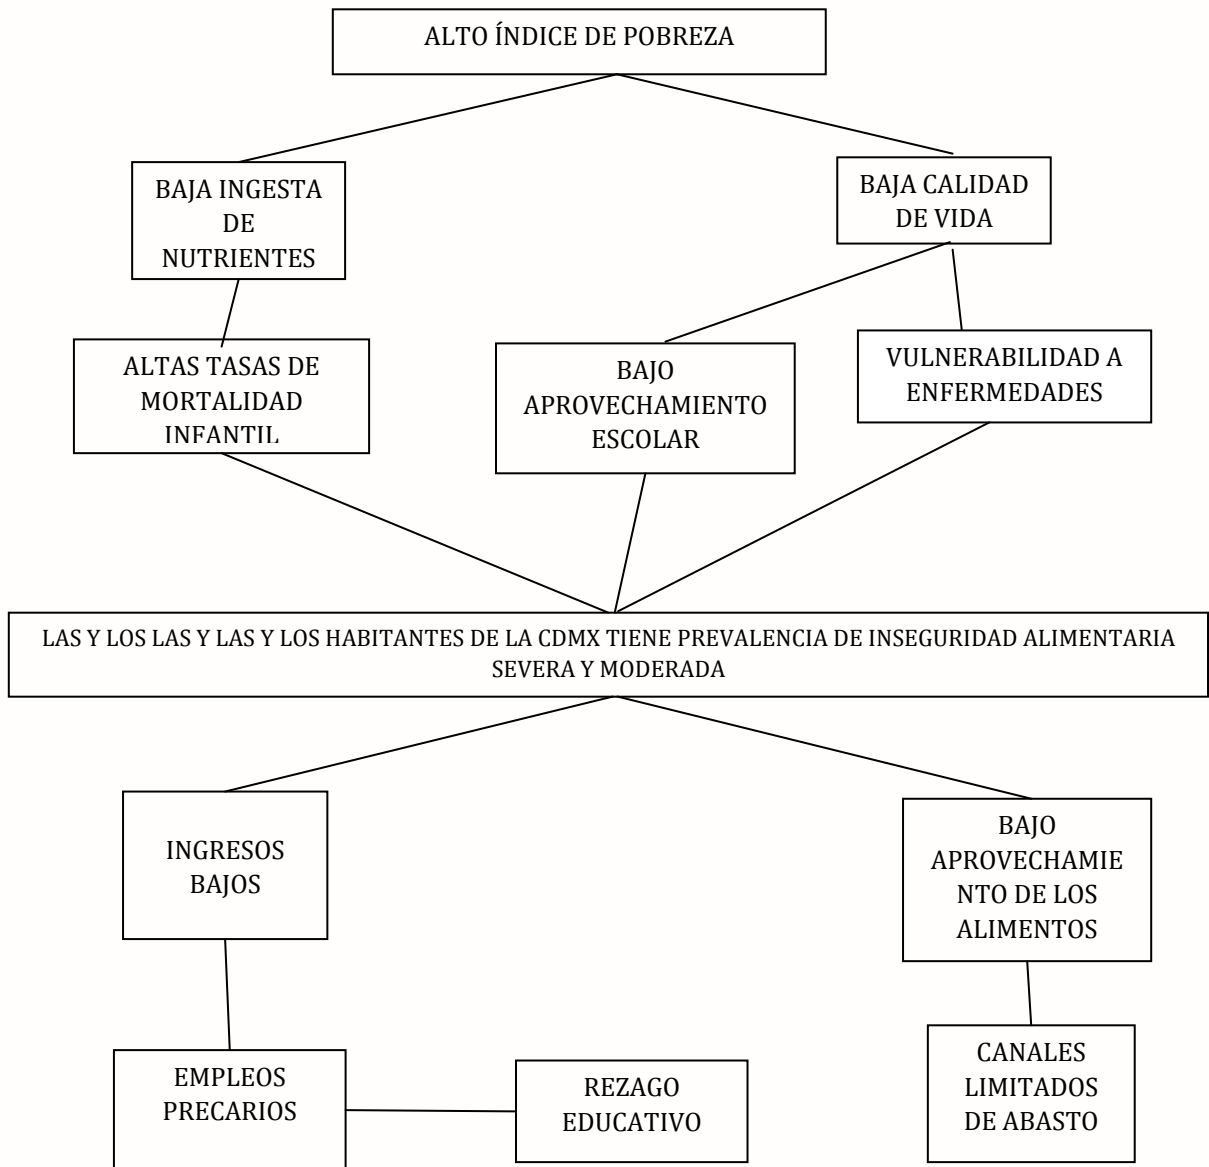 ALTO ÍNDICE DE POBREZA
BAJA INGESTA
DE
NUTRIENTES
BAJA CALIDAD
DE VIDA
ALTAS TASAS DE
MORTALIDAD
INFANTIL
BAJO
APROVECHAMIENTO
ESCOLAR
VULNERABILIDAD A
ENFERMEDADES
LAS Y LOS LAS Y LAS Y LOS HABITANTES DE LA CDMX TIENE PREVALENCIA DE INSEGURIDAD ALIMENTARIA
SEVERA Y MODERADA
INGRESOS
BAJOS
BAJO
APROVECHAMIE
NTO DE LOS
ALIMENTOS
EMPLEOS
PRECARIOS
REZAGO
EDUCATIVO
CANALES
LIMITADOS
DE ABASTO